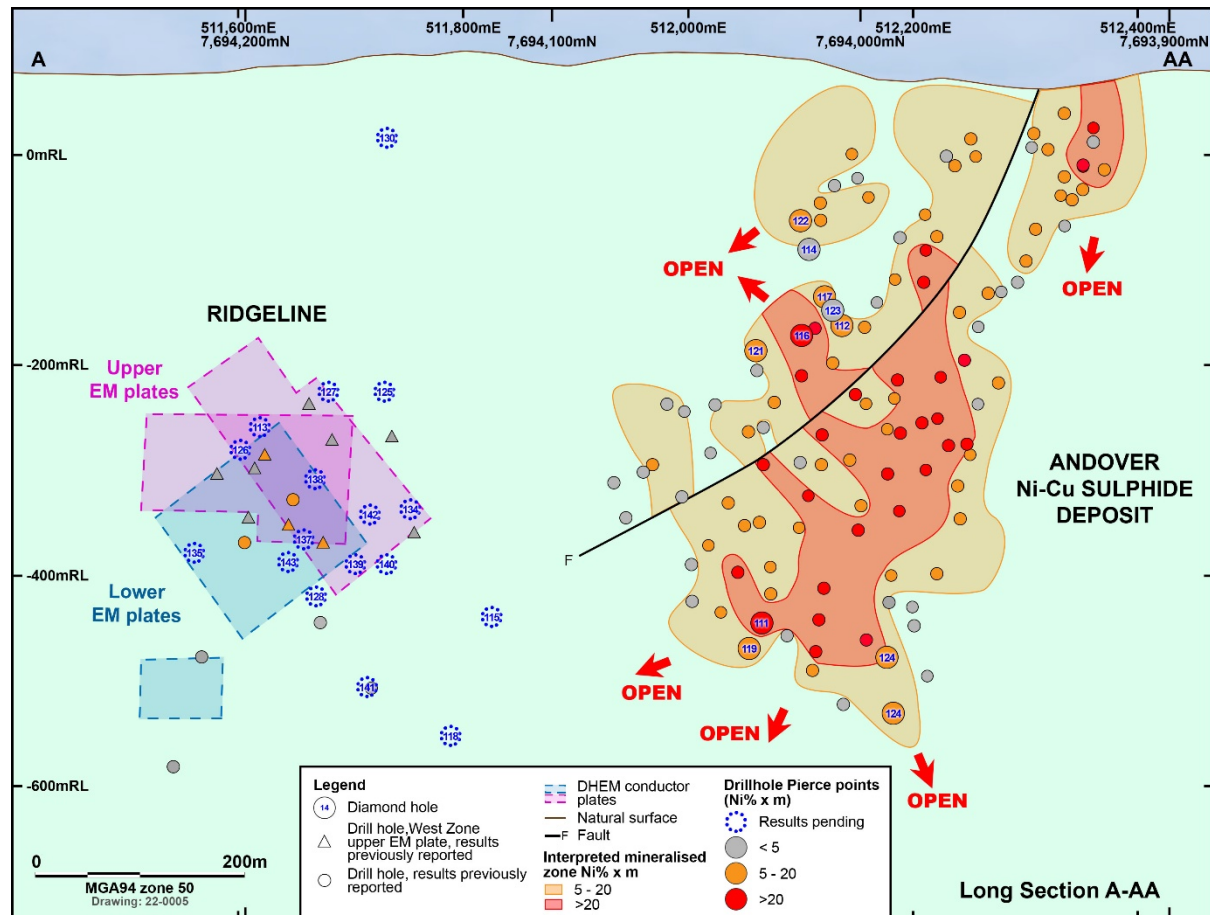 511,600mE
7,694,200mN
511,800mE
7,694,100mN
512,000mE
7,694,000mN
512,200mE
512,400mE
7,693,900mN
A
AA
130
0mRL
122
114
OPEN
OPEN
117
123
112
116
121
RIDGELINE
Upper
EM plates
-200mRL
127
125
113
126
138
142
134
137
135
143
139
140
128
115
141
118
ANDOVER
Ni-Cu SULPHIDE
DEPOSIT
F
-400mRL
Lower
EM plates
111
119
124
124
OPEN
OPEN
OPEN
-600mRL
Legend
14
Diamond hole
Drill hole,West Zone
upper EM plate, results
previously reported
Drill hole, results previously
reported
DHEM conductor
plates
Natural surface
F
Fault
Interpreted mineralised
zone Ni% x m
5 - 20
>20
Drillhole Pierce points
(Ni% x m)
Results pending
< 5
5 - 20
>20
0
200m
MGA94 zone 50
Drawing: 22-0005
Long Section A-AA